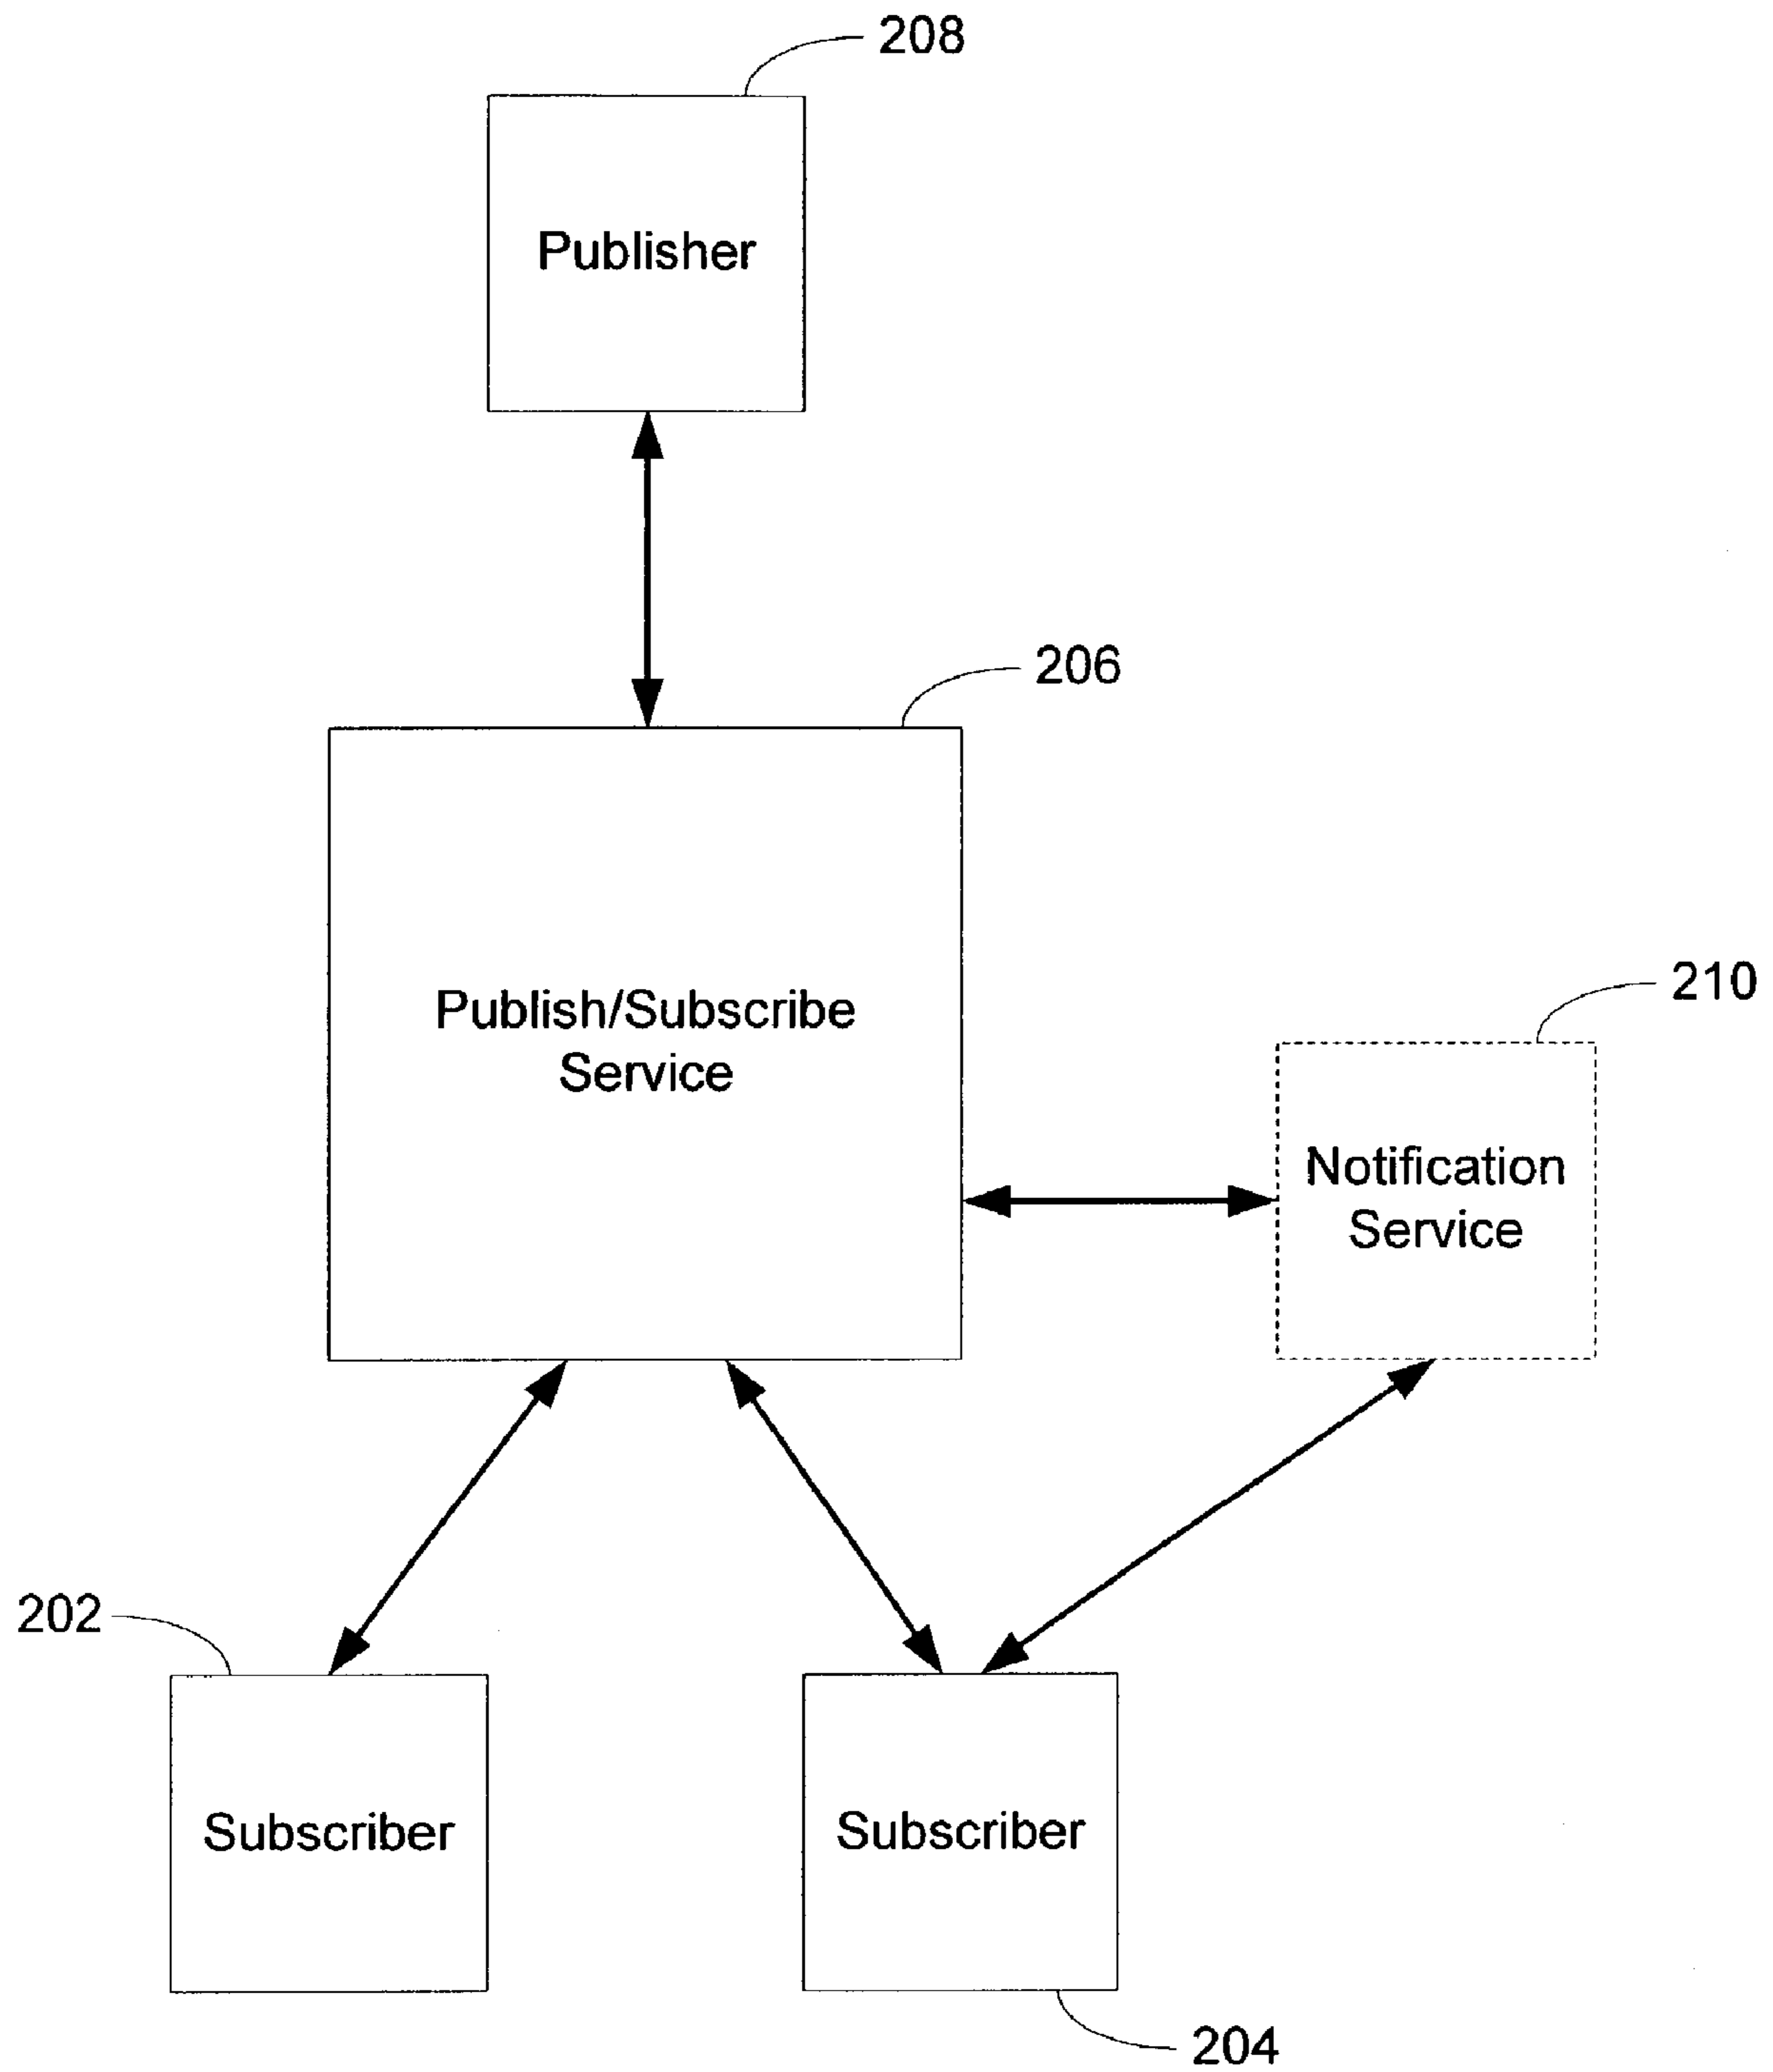 208
Publisher
206
Publish/Subscribe
Service
210
Notification
Service
202
Subscriber
Subscriber
204